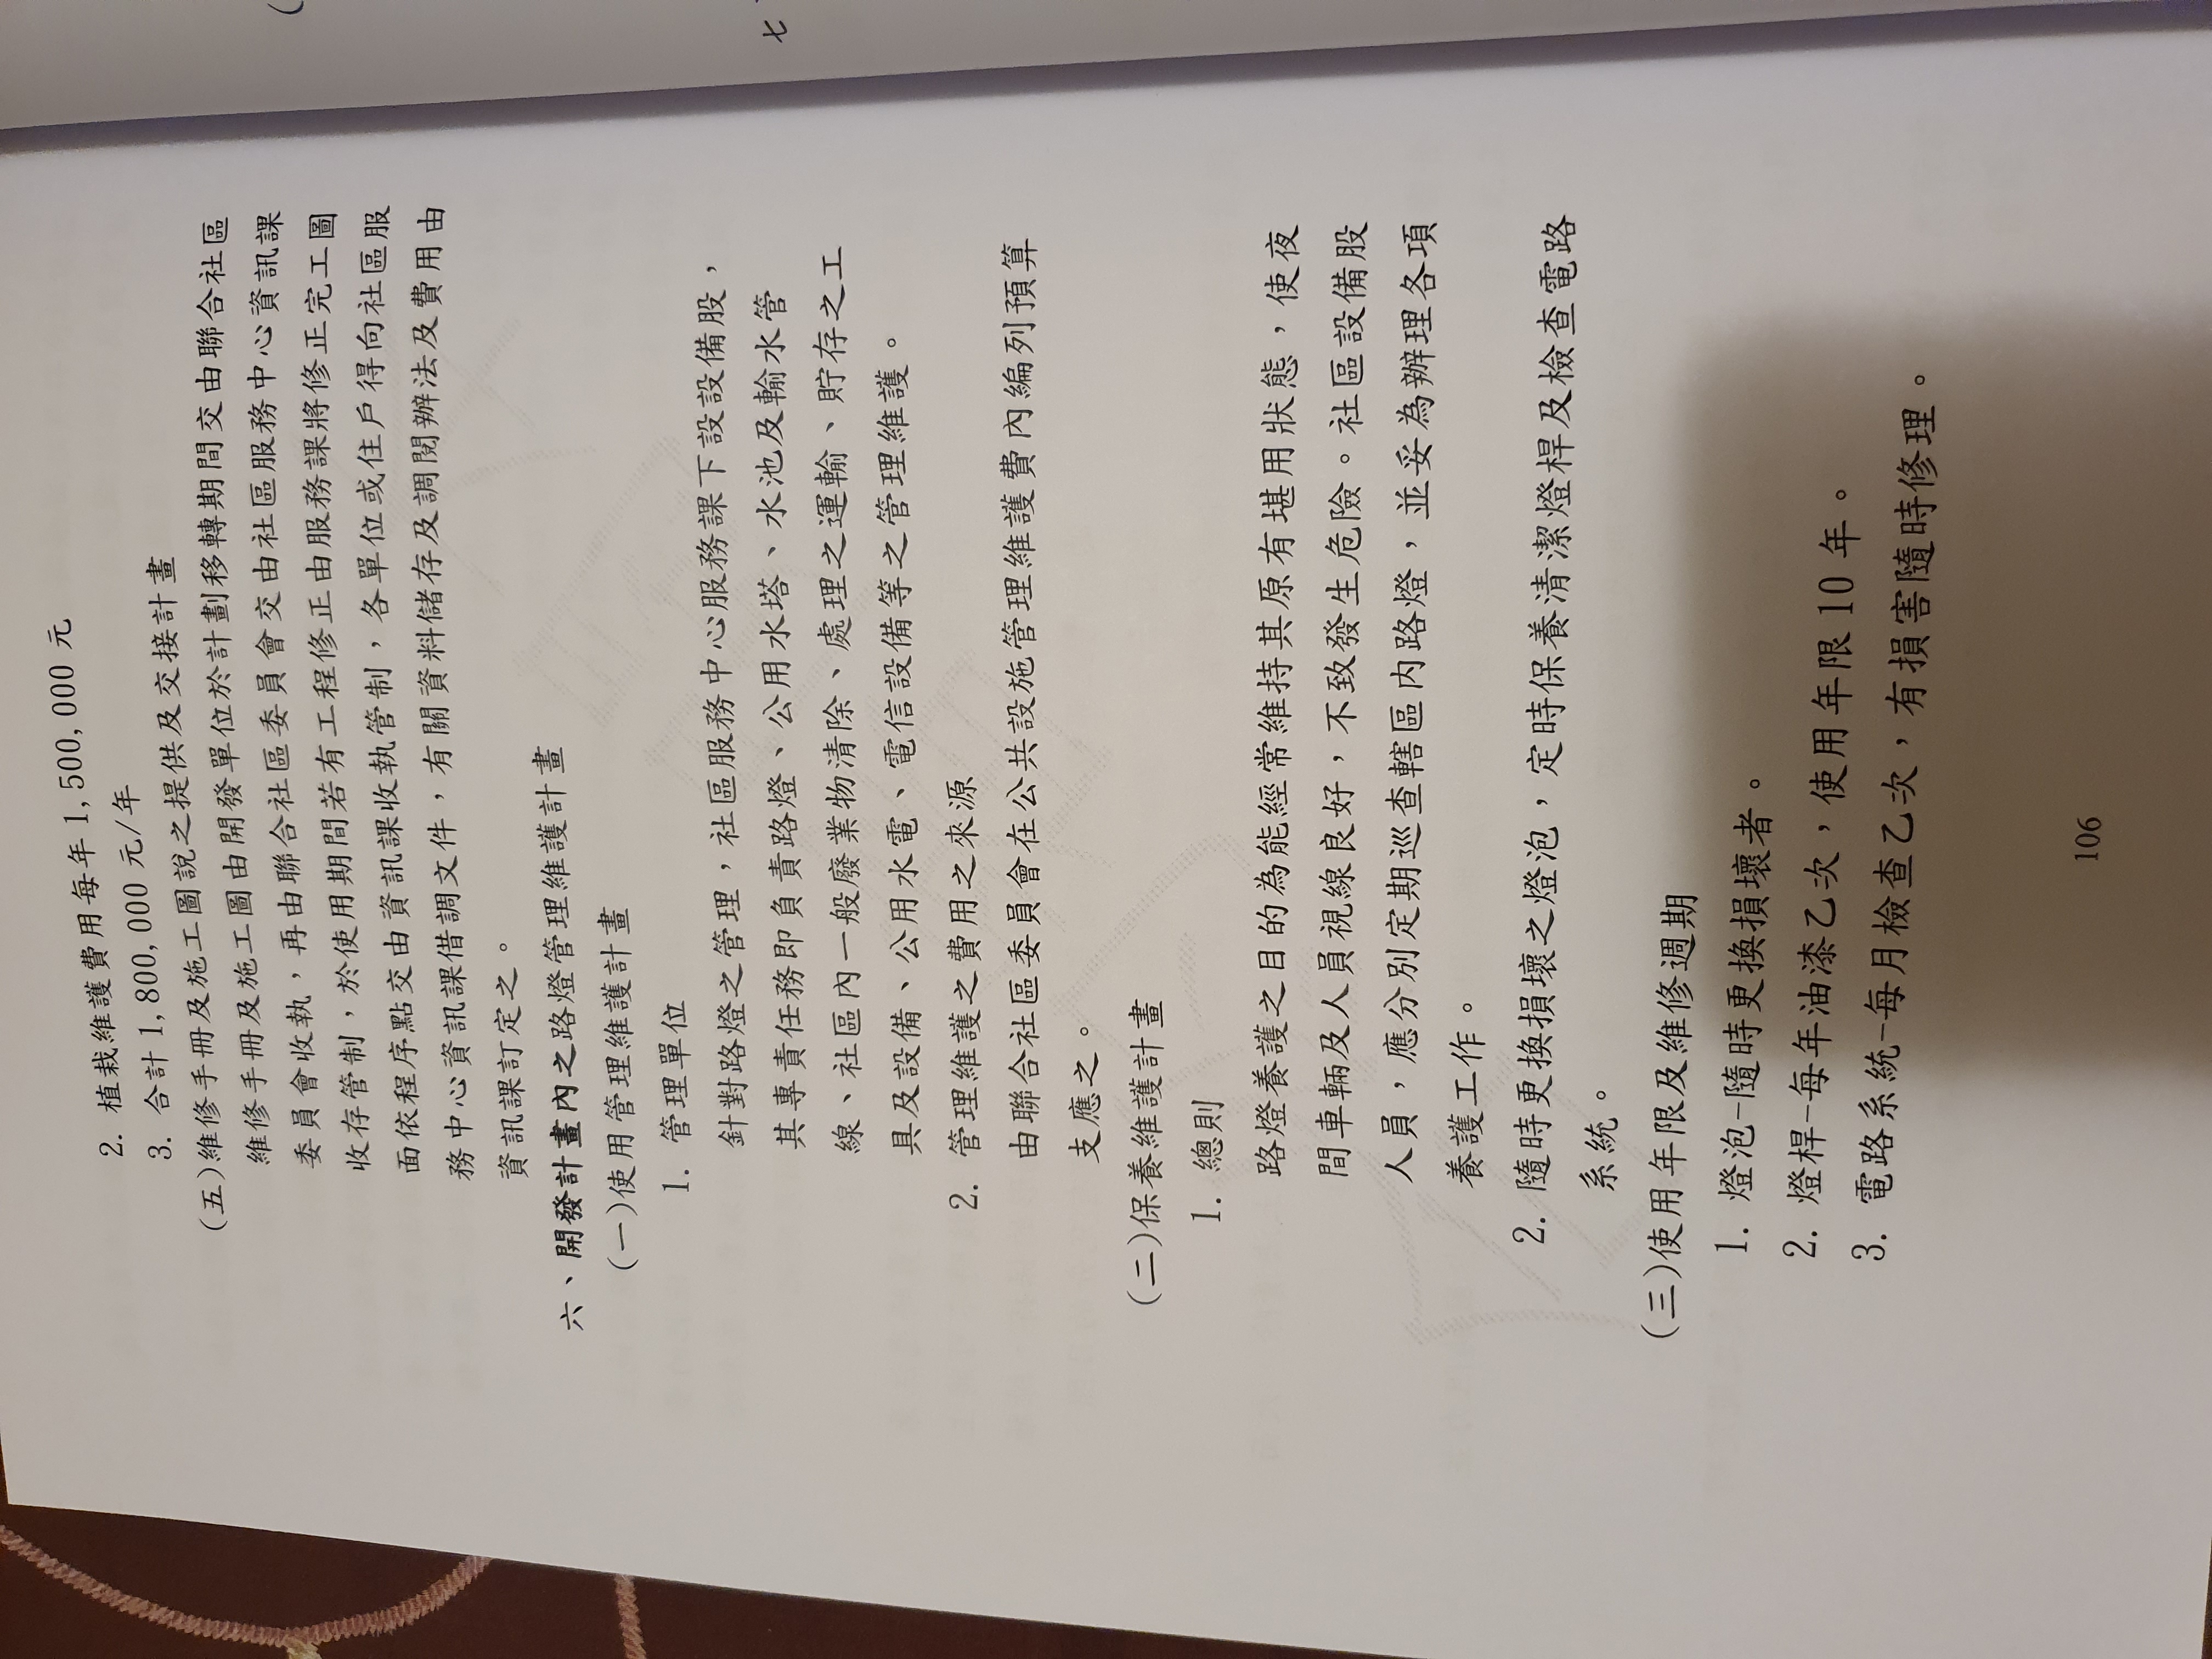 2. 植栽維護費用每年 1,500,000 元
3. 合計 1,800,000 元/年
(五)維修手冊及施工圖說之提供及交接計畫
維修手冊及施工圖由開發單位於計劃移轉期間交由聯合社區
委員會收執，再由聯合社區委員會交由社區服務中心資訊課
收存管制，於使用期間若有工程修正由服務課將修正完工圖
面依程序點交由資訊課收執管制，各單位或住戶得向社區服
務中心資訊課借調文件，有關資料儲存及調閱辦法及費用由
資訊課訂定之。
六、開發計畫內之路燈管理維護計畫
(一)使用管理維護計畫
1. 管理單位
針對路燈之管理，社區服務中心服務課下設設備股，
其專責任務即負責路燈、公用水塔、水池及輸水管
線、社區內一般廢業物清除、處理之運輸、貯存之工
具及設備、公用水電、電信設備等之管理維護。
2. 管理維護之費用之來源
由聯合社區委員會在公共設施管理維護費內編列預算
支應之。
(二)保養維護計畫
1. 總則
路燈養護之目的為能經常維持其原有堪用狀態，使夜
間車輛及人員視線良好，不致發生危險。社區設備股
人員，應分別定期巡查轄區內路燈，並妥為辦理各項
養護工作。
2. 隨時更換損壞之燈泡，定時保養清潔燈桿及檢查電路
系統。
(三)使用年限及維修週期
1. 燈泡-隨時更換損壞者。
2. 燈桿-每年油漆乙次，使用年限 10 年。
3. 電路系統-每月檢查乙次，有損害隨時修理。
106
七